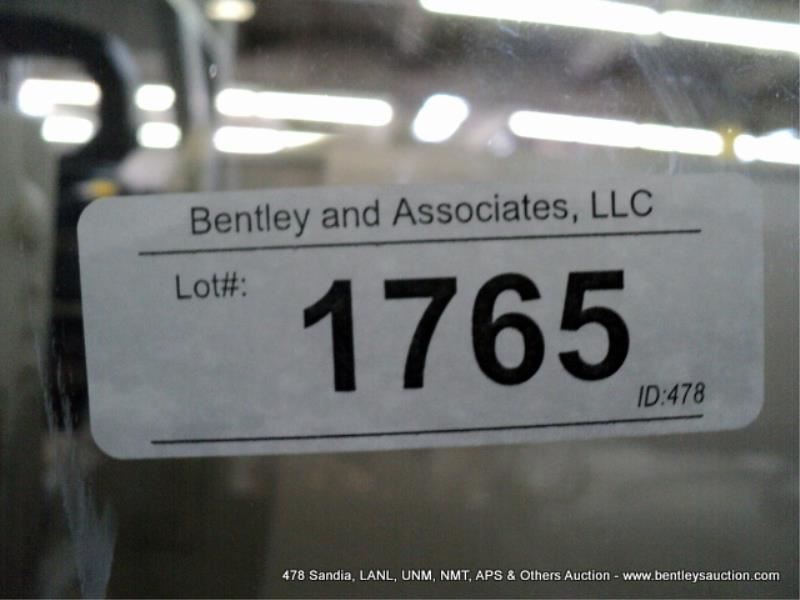 Bentley and Associates, LLC
Lot#:
1765
ID:478
478 Sandia, LANL, UNM, NMT, APS & Others Auction - www.bentleysauction.com